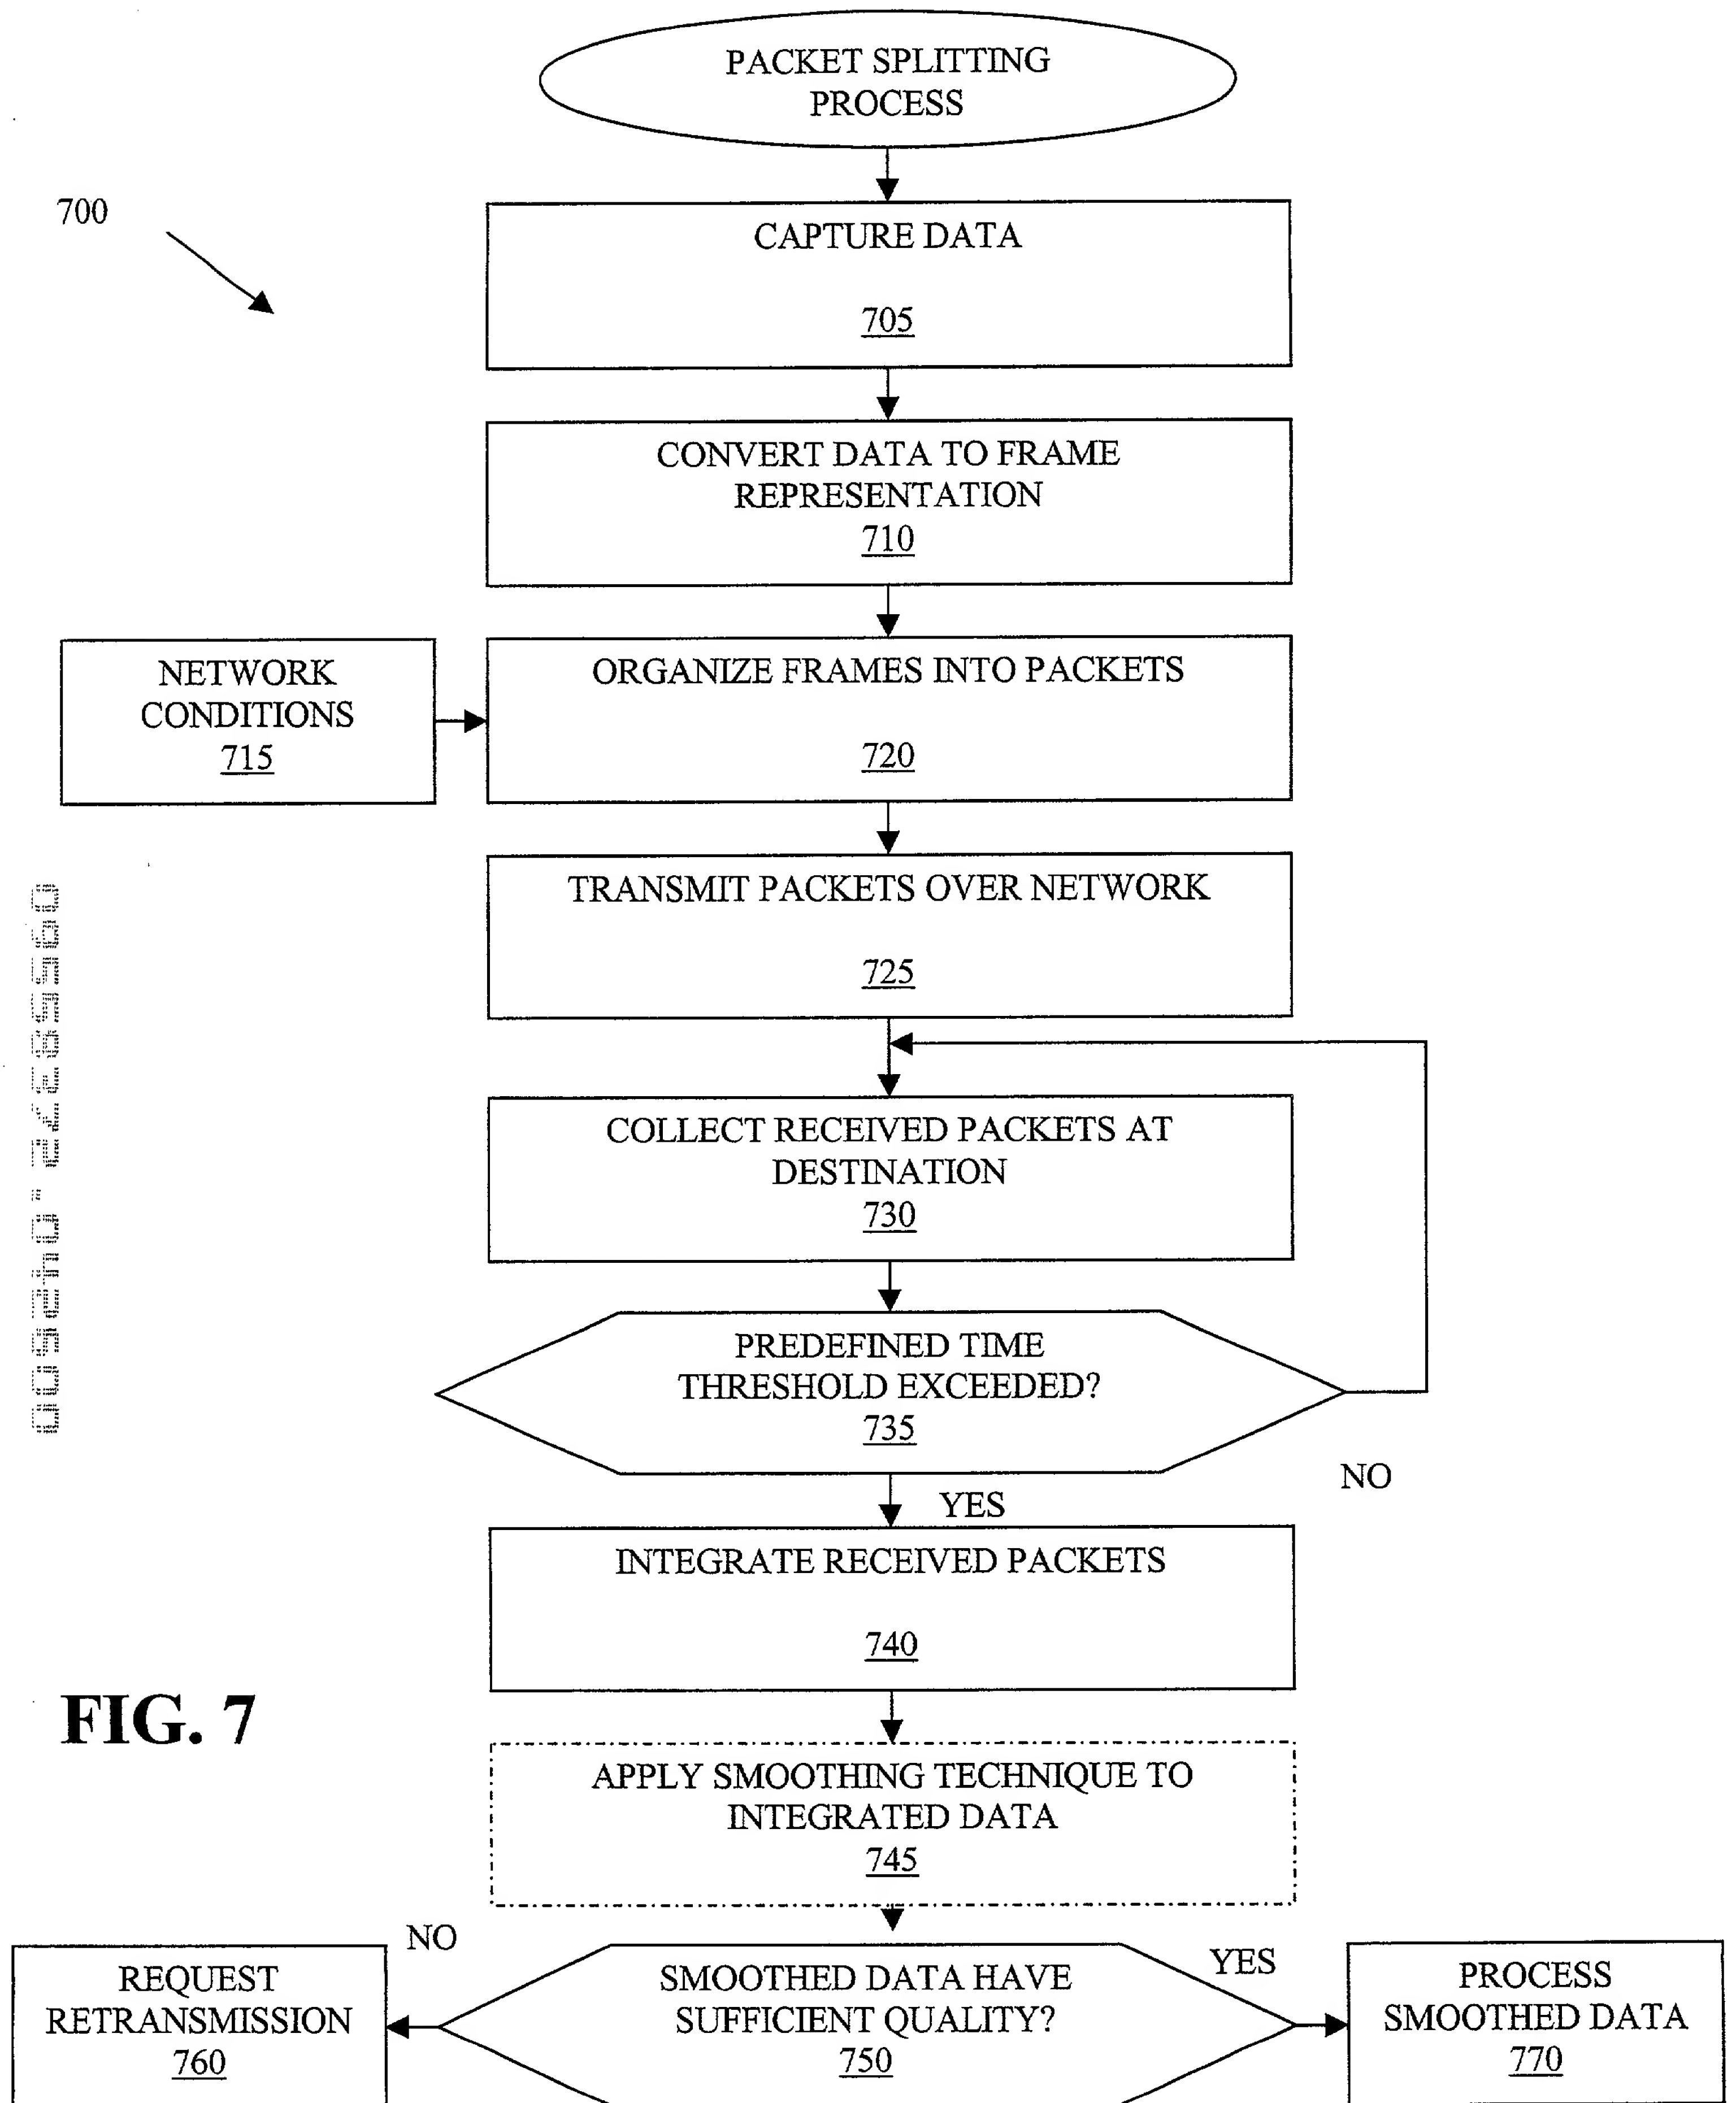 PACKET SPLITTING
PROCESS
700
CAPTURE DATA
705
CONVERT DATA TO FRAME
REPRESENTATION
710
NETWORK
CONDITIONS
715
ORGANIZE FRAMES INTO PACKETS
720
TRANSMIT PACKETS OVER NETWORK
725
COLLECT RECEIVED PACKETS AT
DESTINATION
730
PREDEFINED TIME
THRESHOLD EXCEEDED?
735
NO
YES
INTEGRATE RECEIVED PACKETS
740
FIG. 7
APPLY SMOOTHING TECHNIQUE TO
INTEGRATED DATA
745
NO
REQUEST
RETRANSMISSION
760
SMOOTHED DATA HAVE
SUFFICIENT QUALITY?
750
YES
PROCESS
SMOOTHED DATA
770